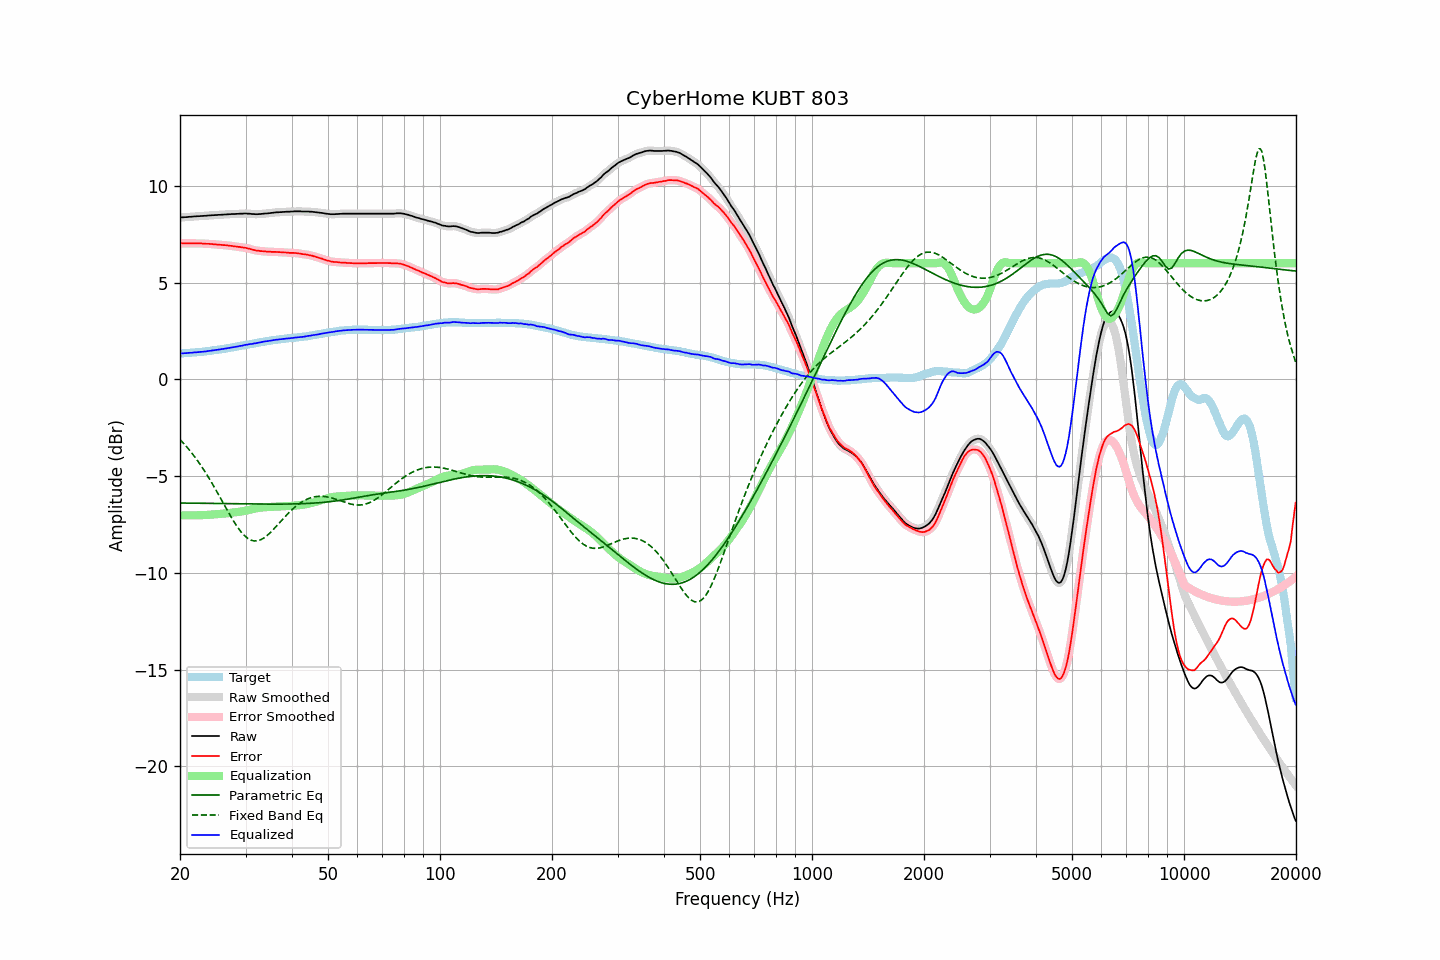 CyberHome KUBT 803
Amplitude (dBr)
10
5
0
−5
−10
−15
−20
Target
Raw Smoothed
Error Smoothed
Raw
Error
Equalization
Parametric Eq
Fixed Band Eq
Equalized
20 50 100 200 500 1000 2000 5000 10000 20000
Frequency (Hz)